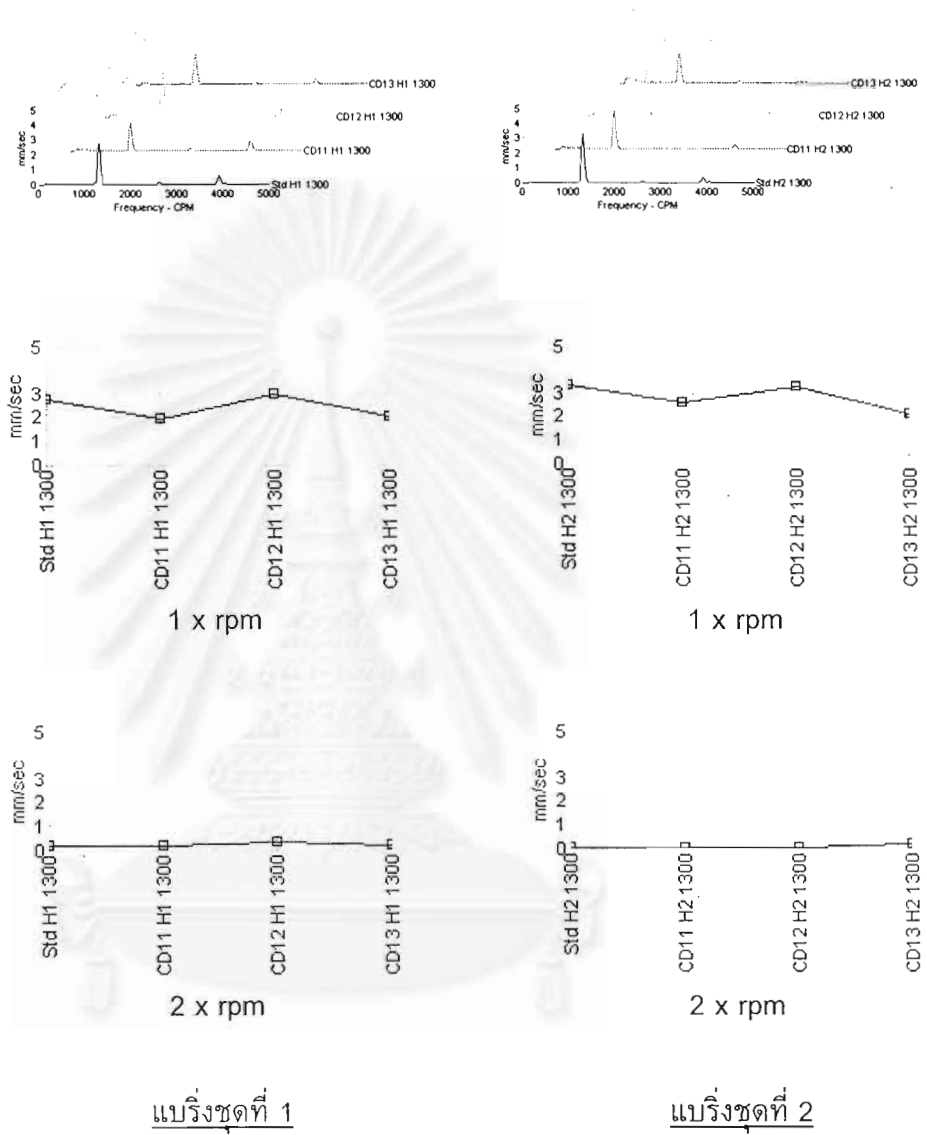 CD13 H1 1300
CD12 H1 1300
CD11 H1 1300
Std H1 1300
5
4
3
2
1
0
mm/sec
0 1000 2000 3000 4000 5000
Frequency - CPM
CD13 H2 1300
CD12 H2 1300
CD11 H2 1300
Std H2 1300
5
4
3
2
1
0
mm/sec
0 1000 2000 3000 4000 5000
Frequency - CPM
5
3
2
1
0
mm/sec
Std H1 1300
CD11 H1 1300
CD12 H1 1300
CD13 H1 1300
1 x rpm
5
3
2
1
0
mm/sec
Std H2 1300
CD11 H2 1300
CD12 H2 1300
CD13 H2 1300
1 x rpm
5
3
2
1
0
mm/sec
Std H1 1300
CD11 H1 1300
CD12 H1 1300
CD13 H1 1300
2 x rpm
5
3
2
1
0
mm/sec
Std H2 1300
CD11 H2 1300
CD12 H2 1300
CD13 H2 1300
2 x rpm
แบริ่งชุดที่ 1
แบริ่งชุดที่ 2